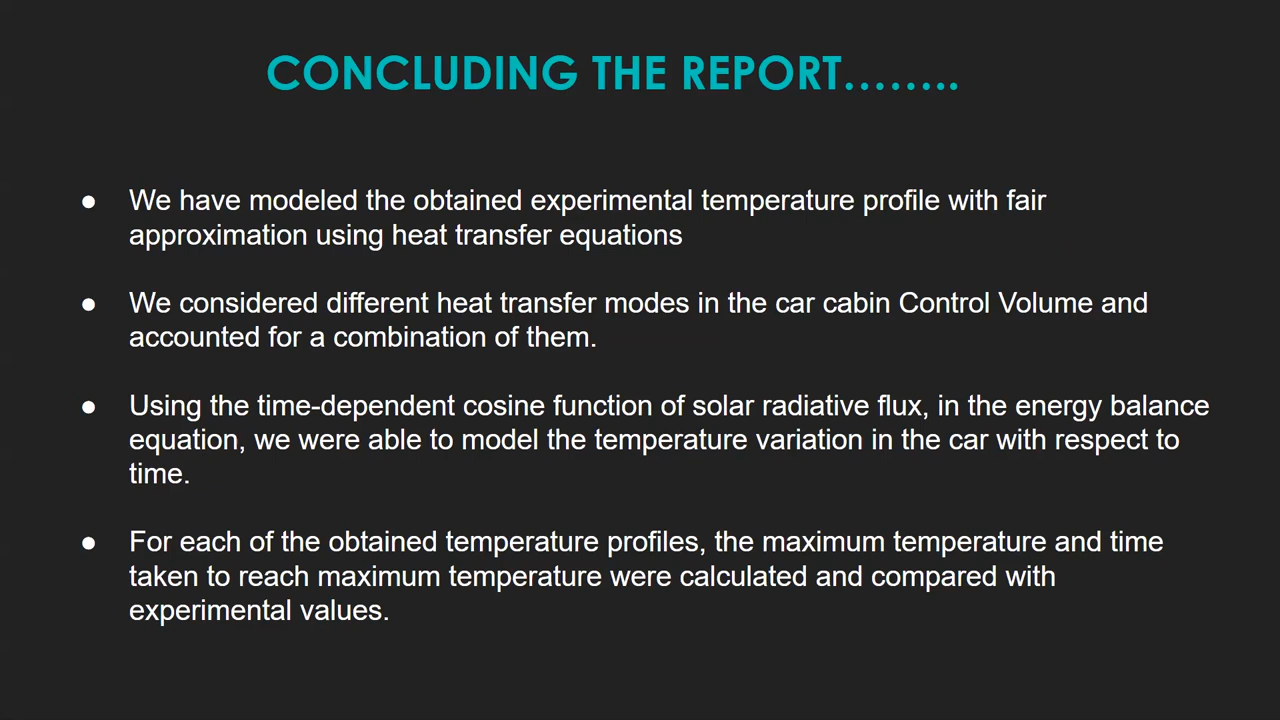 CONCLUDING THE REPORT........
● We have modeled the obtained experimental temperature profile with fair
approximation using heat transfer equations
● We considered different heat transfer modes in the car cabin Control Volume and
accounted for a combination of them.
● Using the time-dependent cosine function of solar radiative flux, in the energy balance
equation, we were able to model the temperature variation in the car with respect to
time.
● For each of the obtained temperature profiles, the maximum temperature and time
taken to reach maximum temperature were calculated and compared with
experimental values.